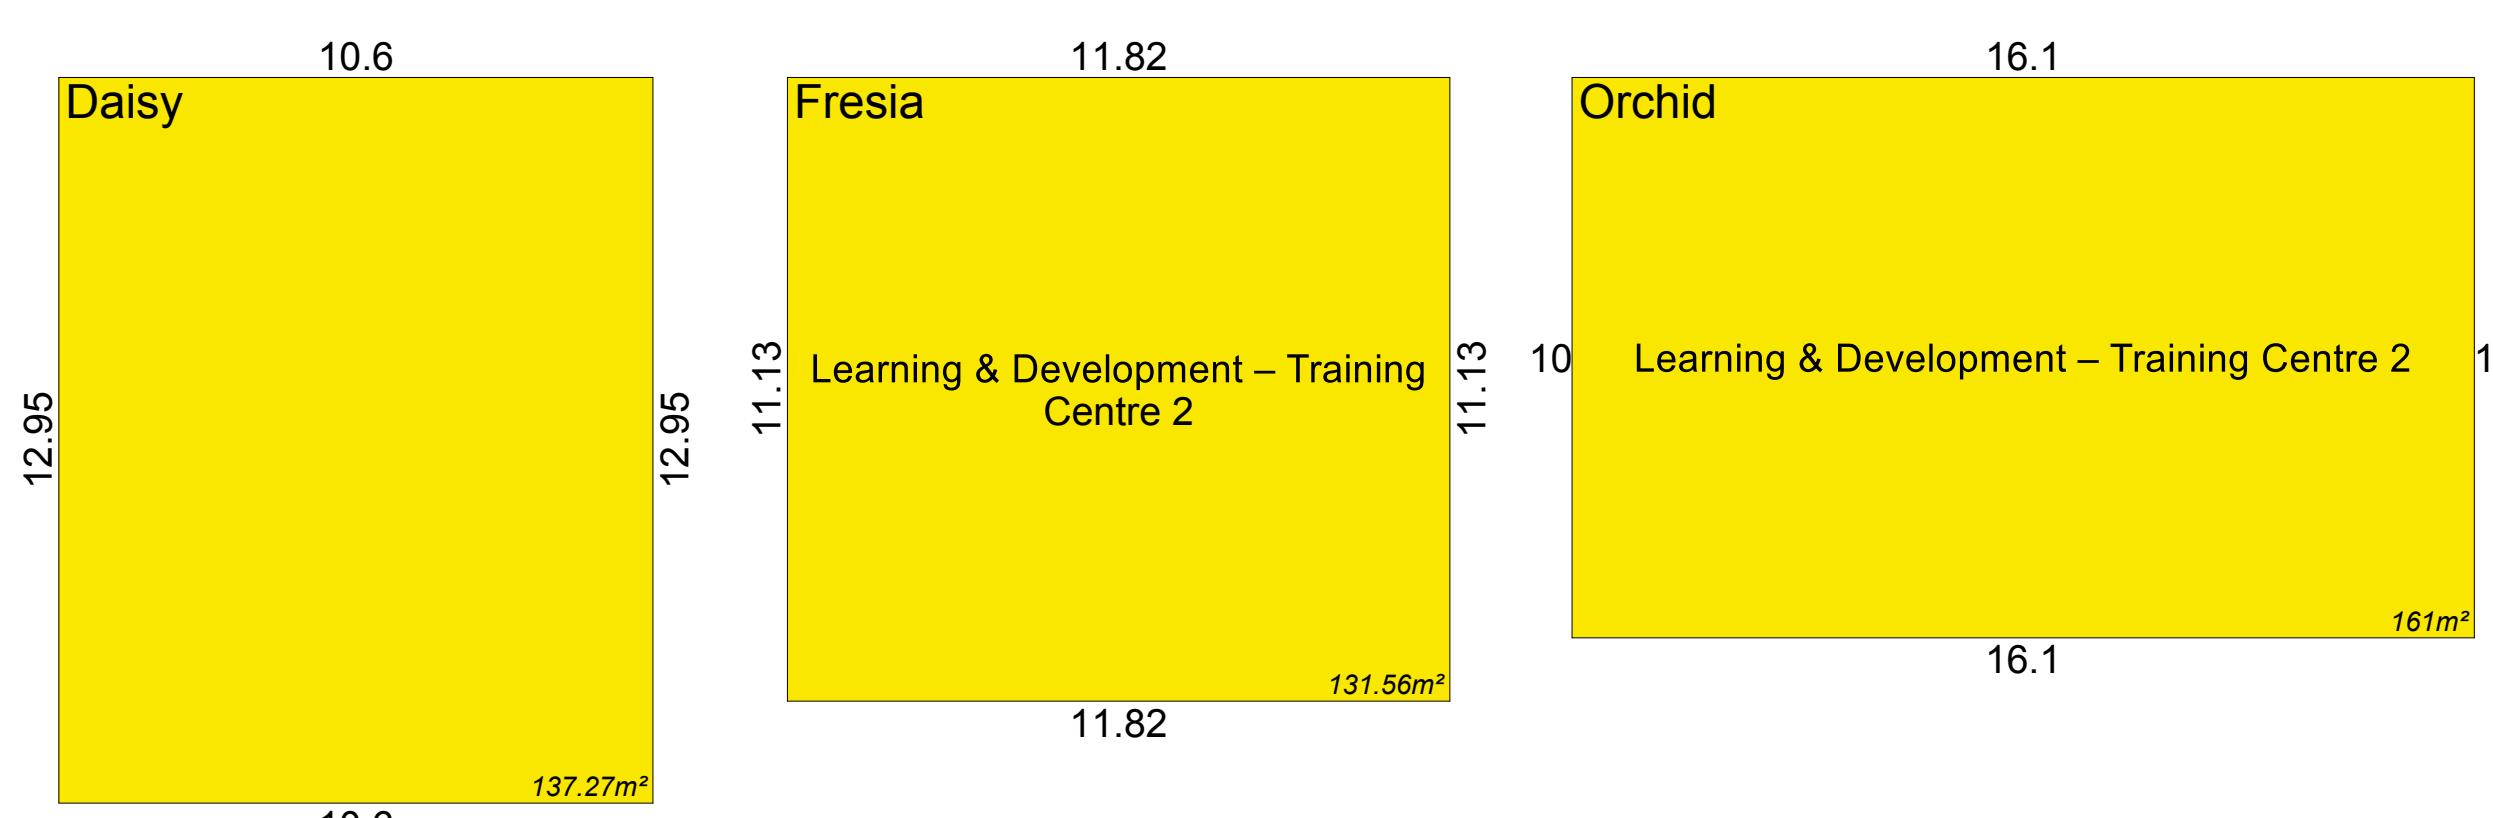 10.6
Daisy
12.95
12.95
137.27m²
11.82
Fresia
11.13
Learning & Development – Training
Centre 2
11.13
131.56m²
11.82
16.1
Orchid
10
Learning & Development – Training Centre 2
1
161m²
16.1